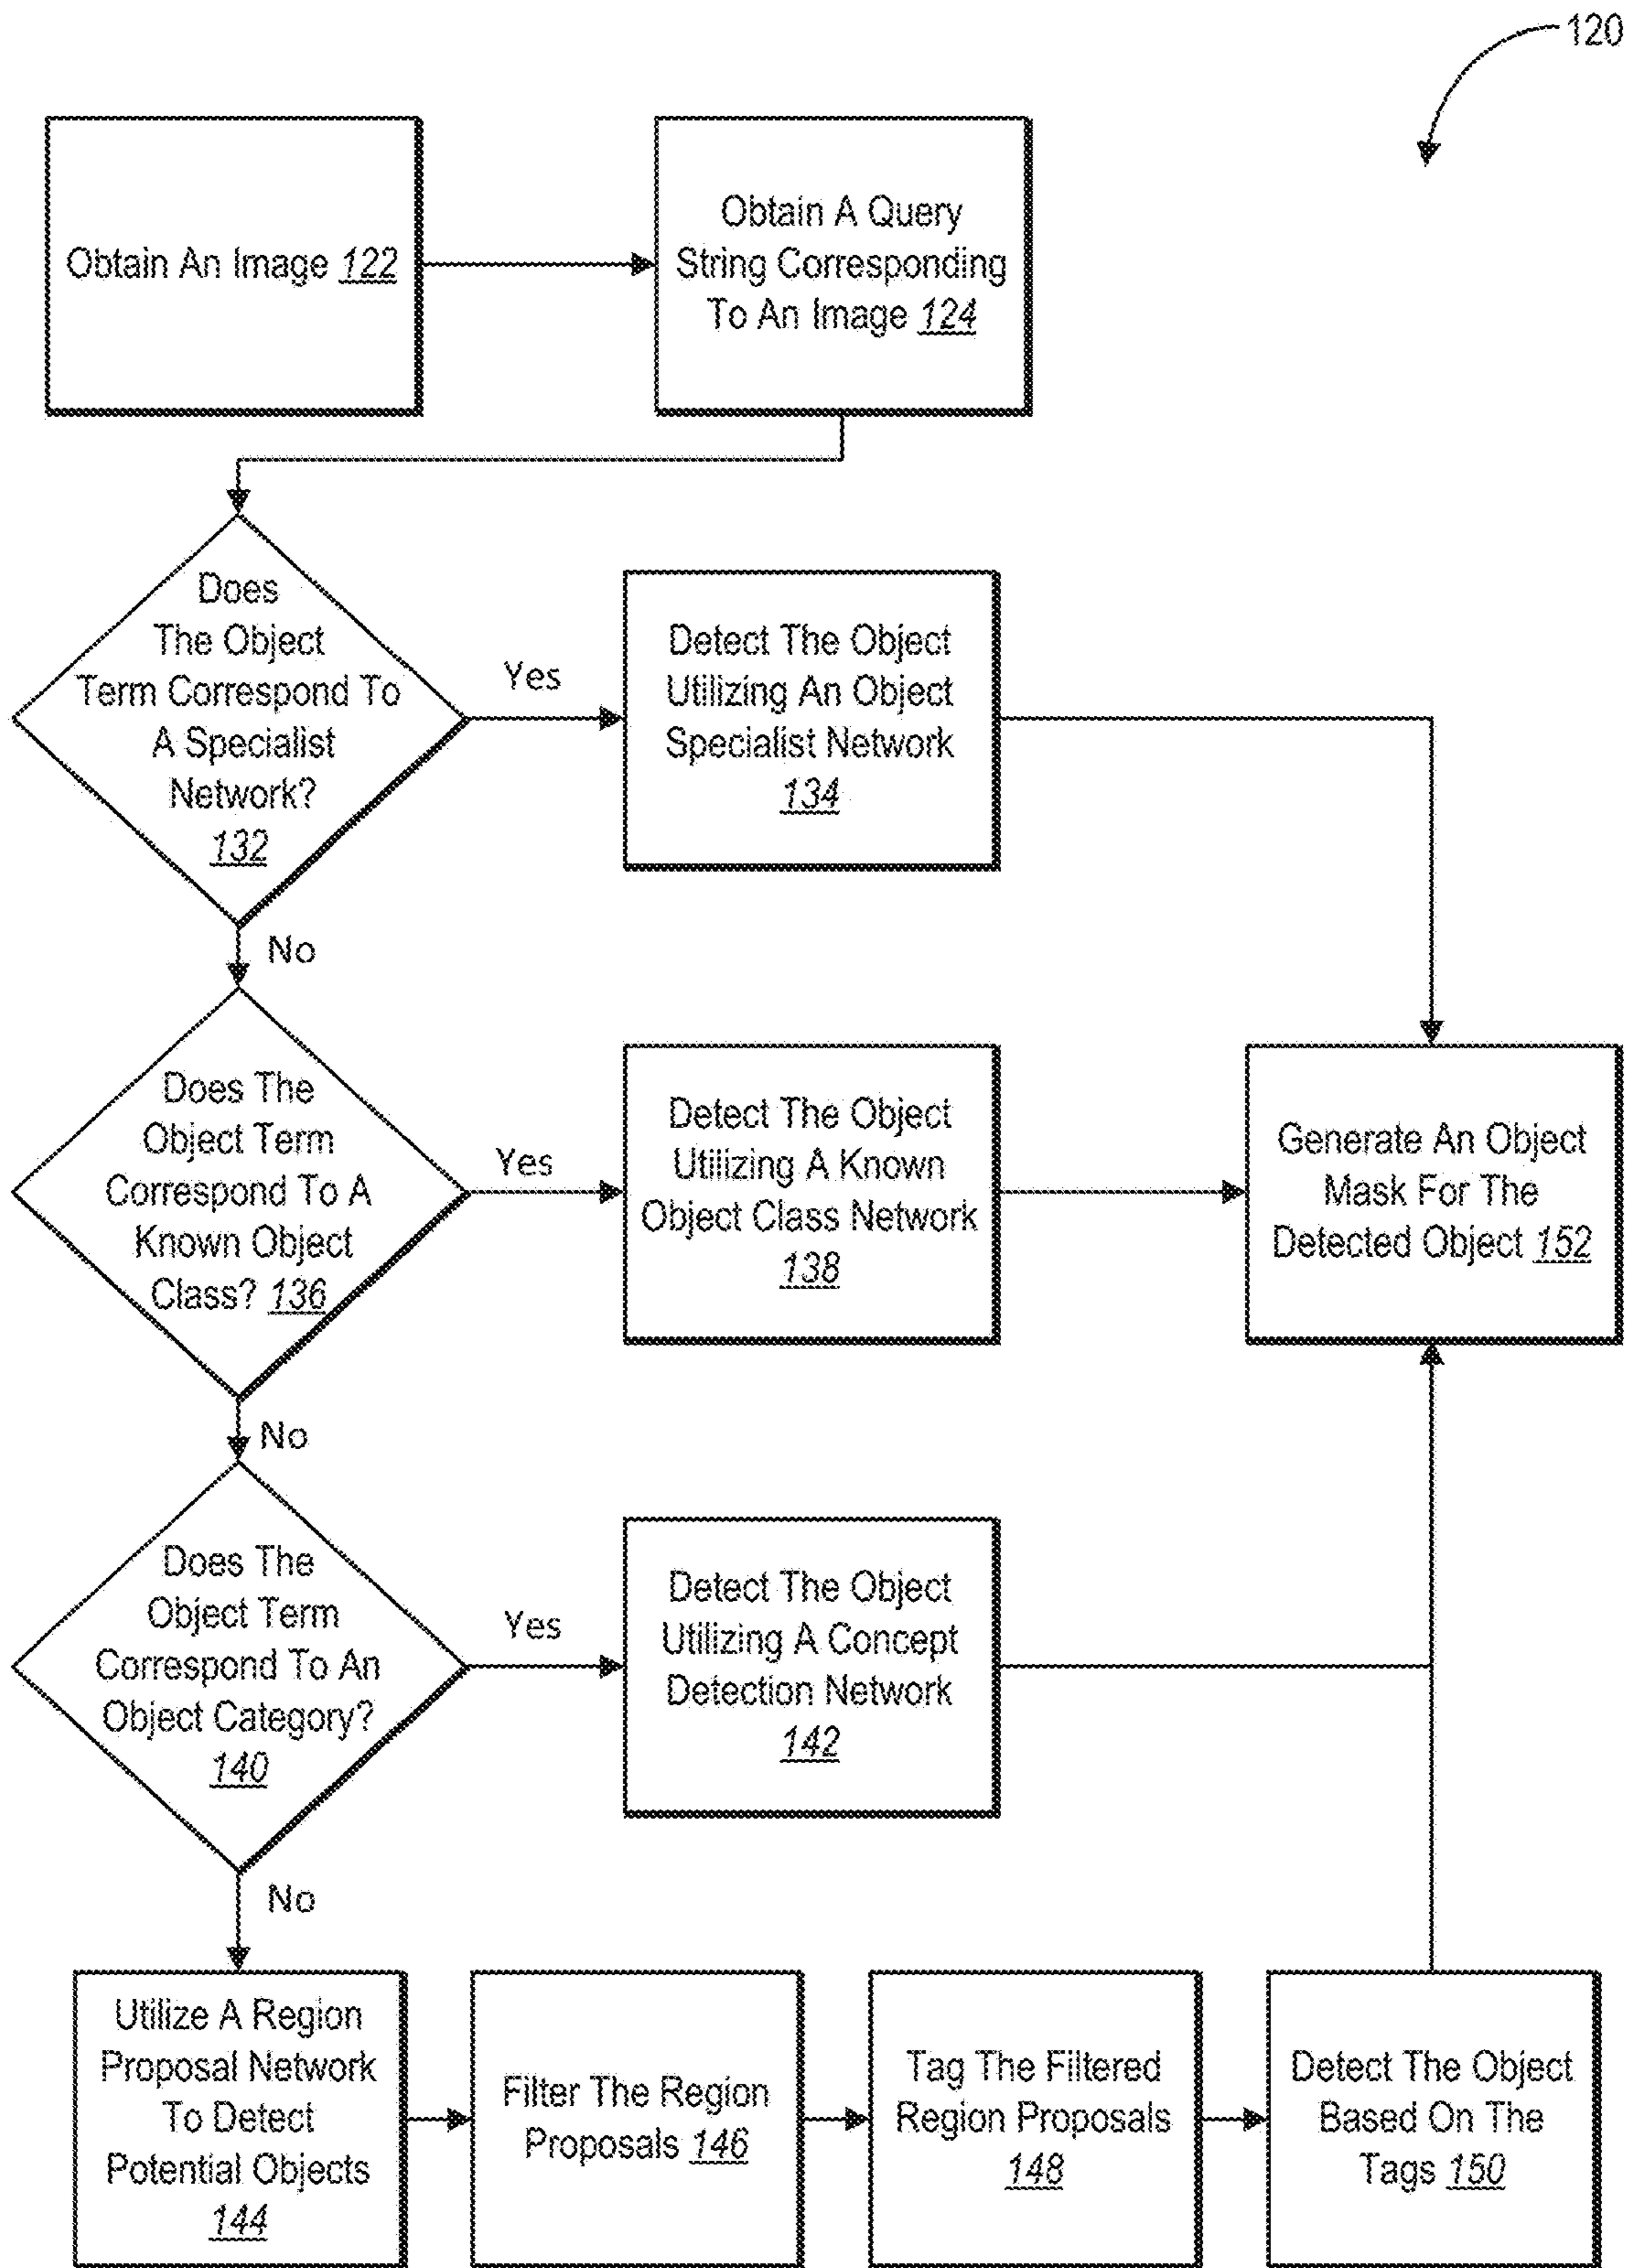 120
Obtain An Image 122
Obtain A Query
String Corresponding
To An Image 124
Does
The Object
Term Correspond To
A Specialist
Network?
132
Yes
Detect The Object
Utilizing An Object
Specialist Network
134
No
Does The
Object Term
Correspond To A
Known Object
Class? 136
Yes
Detect The Object
Utilizing A Known
Object Class Network
138
Generate An Object
Mask For The
Detected Object 152
No
Does The
Object Term
Correspond To An
Object Category?
140
Yes
Detect The Object
Utilizing A Concept
Detection Network
142
No
Utilize A Region
Proposal Network
To Detect
Potential Objects
144
Filter The Region
Proposals 146
Tag The Filtered
Region Proposals
148
Detect The Object
Based On The
Tags 150